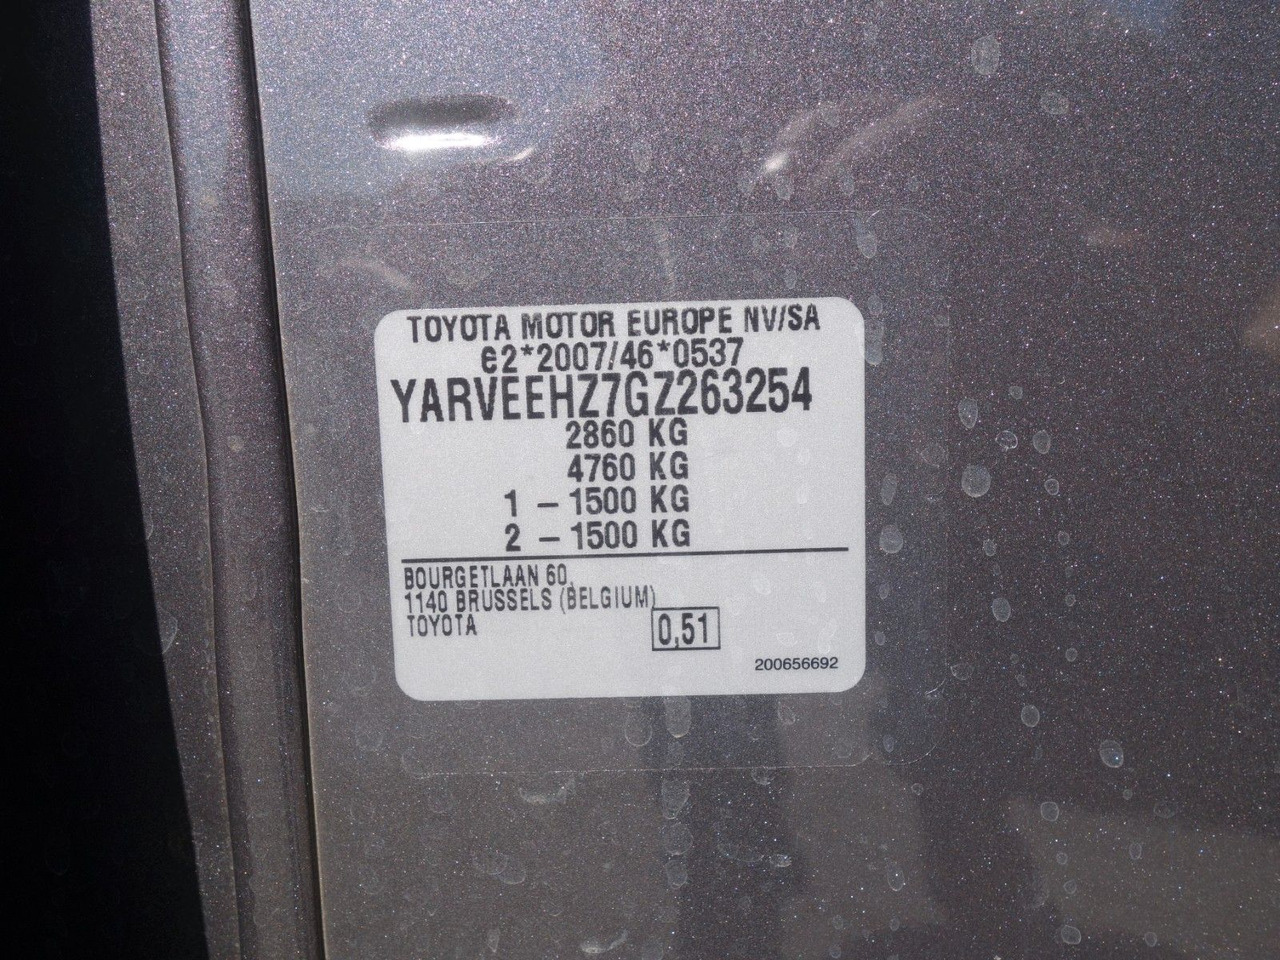 TOYOTA MOTOR EUROPE NV/SA
e2*2007/46*0537
YARVEEHZ7GZ263254
2860 KG
4760 KG
1 – 1500 KG
2 – 1500 KG
BOURGETLAAN 60,
1140 BRUSSELS (BELGIUM)
TOYOTA
0,51
200656692